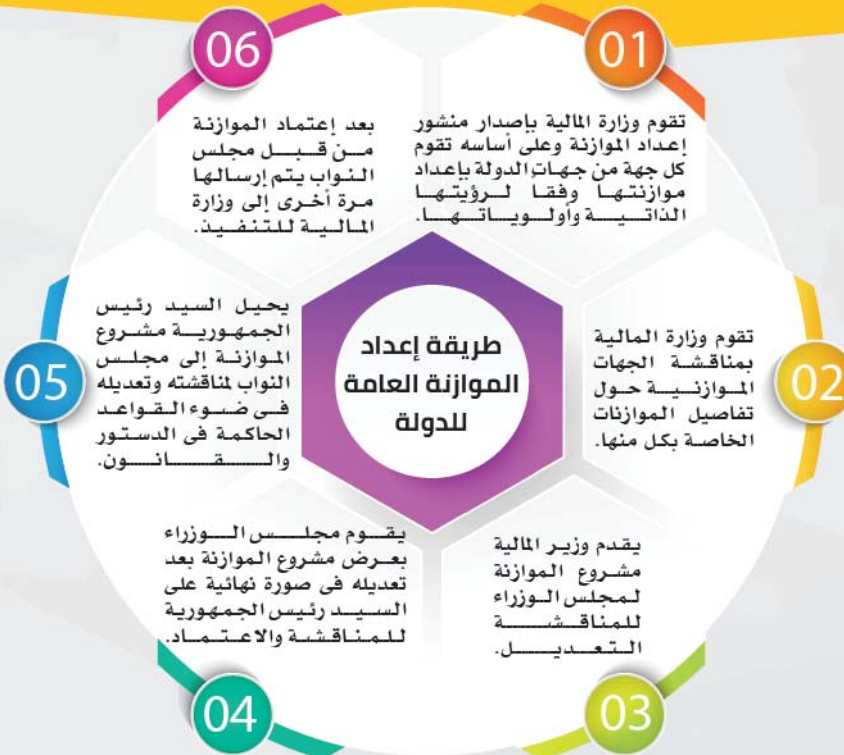 طريقة إعداد
الموازنة العامة
للدولة
01
تقوم وزارة المالية بإصدار منشور
إعداد الموازنة وعلى أساسه تقوم
كل جهة من جهات الدولة بإعداد
موازنتها وفقا لرؤيتها
الذاتية وأولوياتها.
02
تقوم وزارة المالية
بمناقشة الجهات
الموازنية حول
تفاصيل الموازنات
الخاصة بكل منها.
03
يقدم وزير المالية
مشروع الموازنة
لمجلس الوزراء
للمناقشة
التعديل.
04
يقوم مجلس الوزراء
بعرض مشروع الموازنة بعد
تعديله فى صورة نهائية على
السيد رئيس الجمهورية
للمناقشة والاعتماد.
05
يحيل السيد رئيس
الجمهورية مشروع
الموازنة إلى مجلس
النواب لمناقشته وتعديله
فى ضوء القواعد
الحاكمة فى الدستور
والقانون.
06
بعد إعتماد الموازنة
من قبل مجلس
النواب يتم إرسالها
مرة أخرى إلى وزارة
المالية للتنفيذ.